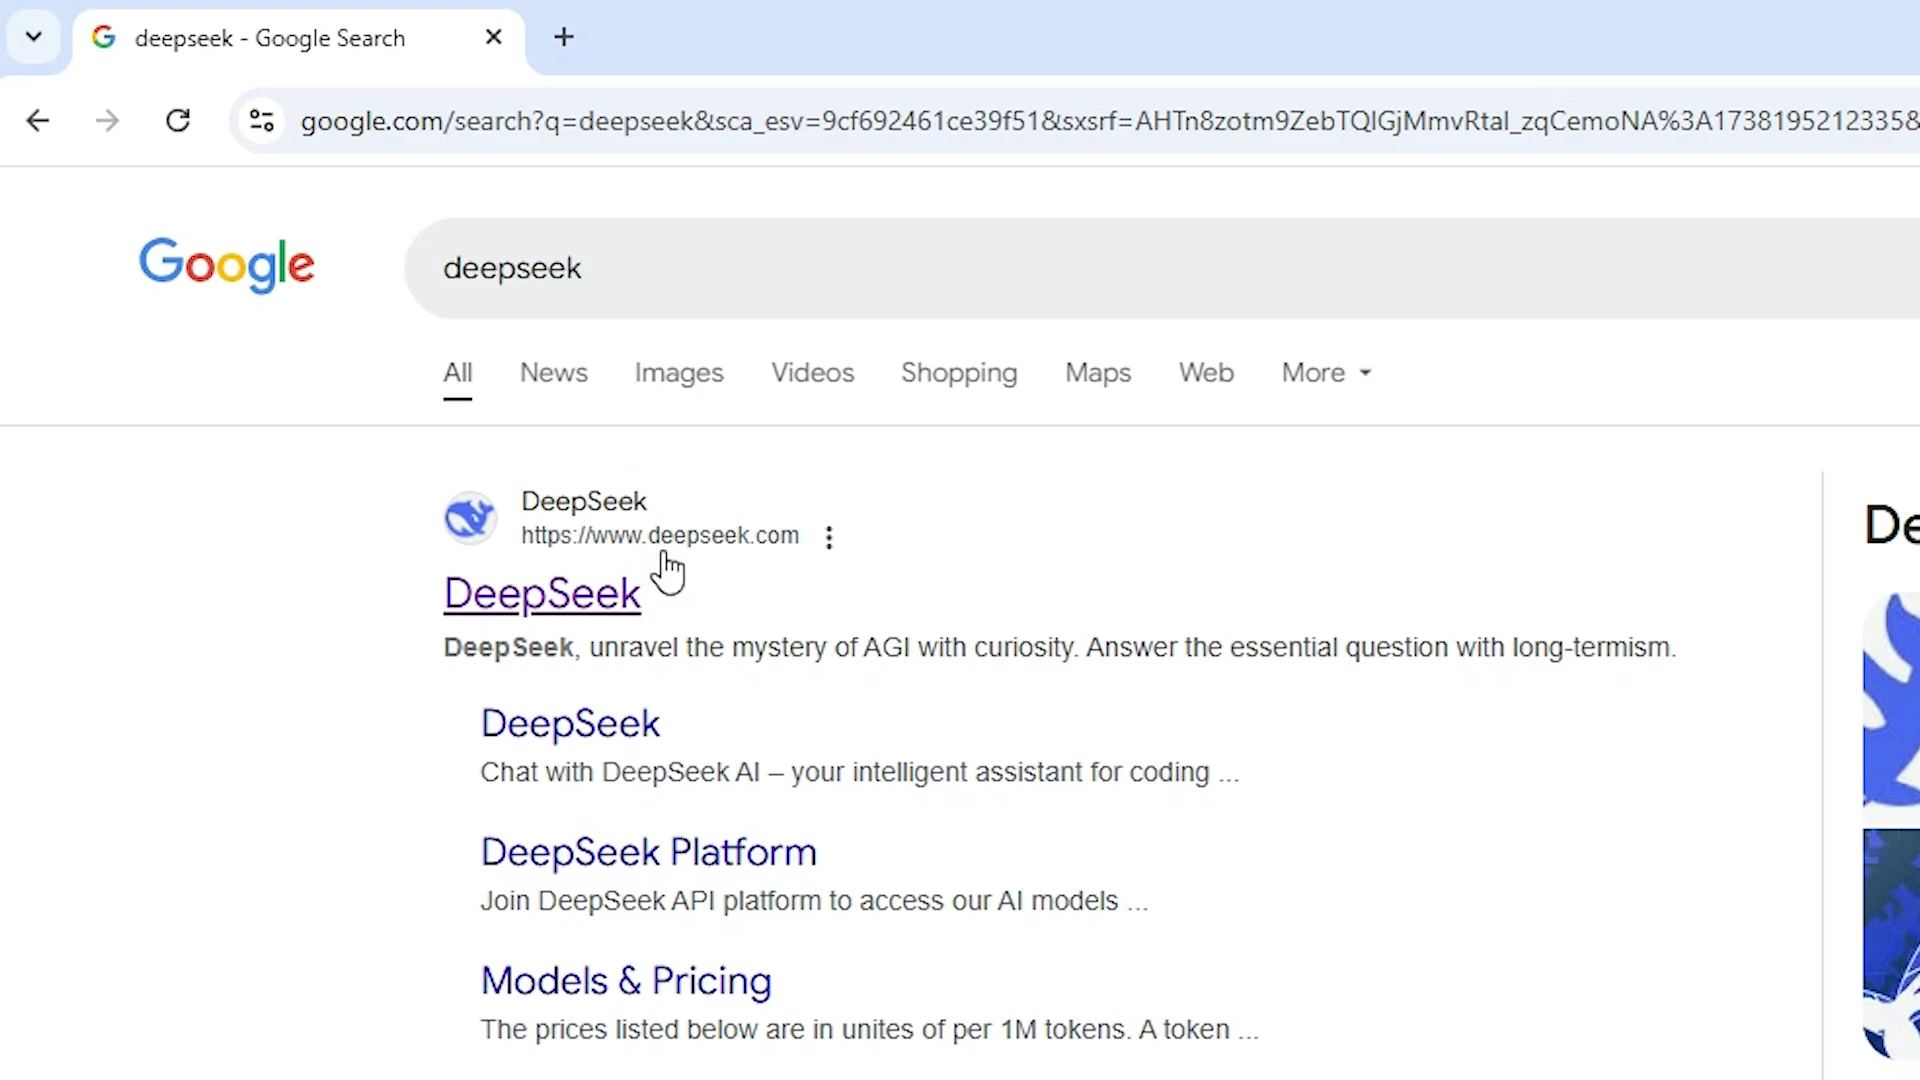 deepseek - Google Search
google.com/search?q=deepseek&sca_esv=9cf692461ce39f51&sxsrf=AHTn8zotm9ZebTQIGjMmvRtal_zqCemoNA%3A1738195212335&
Google
deepseek
All News Images Videos Shopping Maps Web More
DeepSeek
https://www.deepseek.com
DeepSeek
DeepSeek, unravel the mystery of AGI with curiosity. Answer the essential question with long-termism.
DeepSeek
Chat with DeepSeek AI – your intelligent assistant for coding ...
DeepSeek Platform
Join DeepSeek API platform to access our AI models ...
Models & Pricing
The prices listed below are in unites of per 1M tokens. A token ...
De